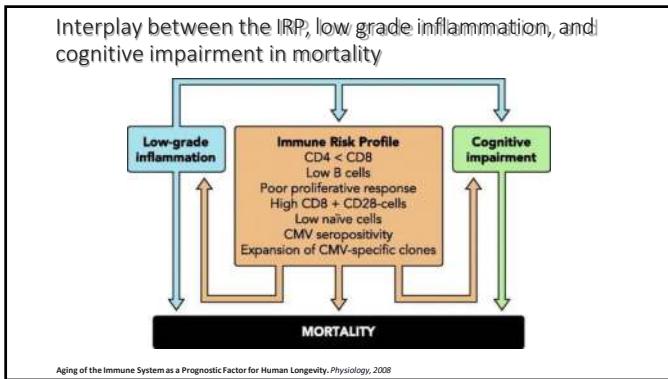 Interplay between the IRP, low grade inflammation, and
cognitive impairment in mortality
Low-grade
inflammation
Immune Risk Profile
CD4 < CD8
Low B cells
Poor proliferative response
High CD8 + CD28-cells
Low naïve cells
CMV seropositivity
Expansion of CMV-specific clones
Cognitive
impairment
MORTALITY
Aging of the Immune System as a Prognostic Factor for Human Longevity. Physiology, 2008